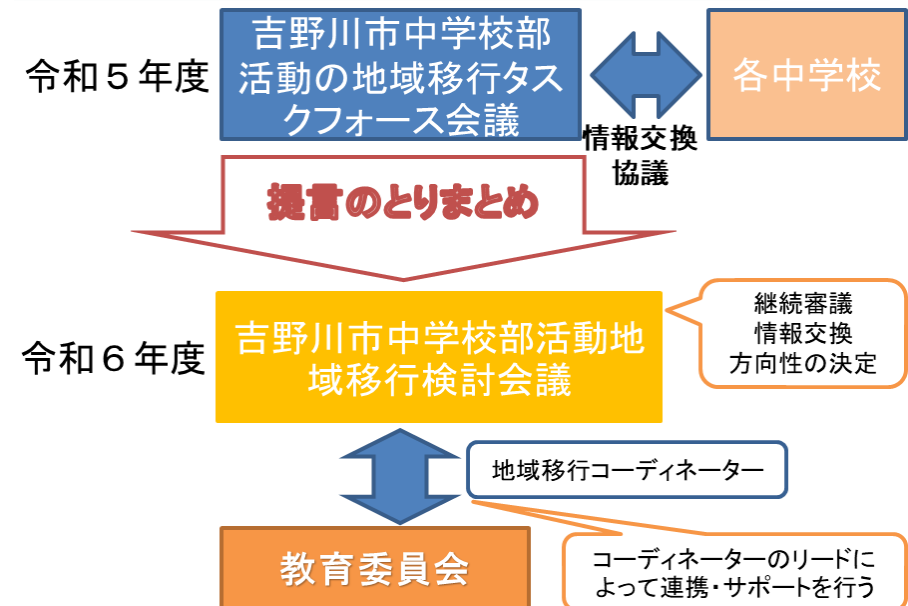 令和５年度
吉野川市中学校部
活動の地域移行タス
クフォース会議
各中学校
情報交換
協議
提言のとりまとめ
令和６年度
吉野川市中学校部活動地
域移行検討会議
継続審議
情報交換
方向性の決定
地域移行コーディネーター
教育委員会
コーディネーターのリードに
よって連携・サポートを行う